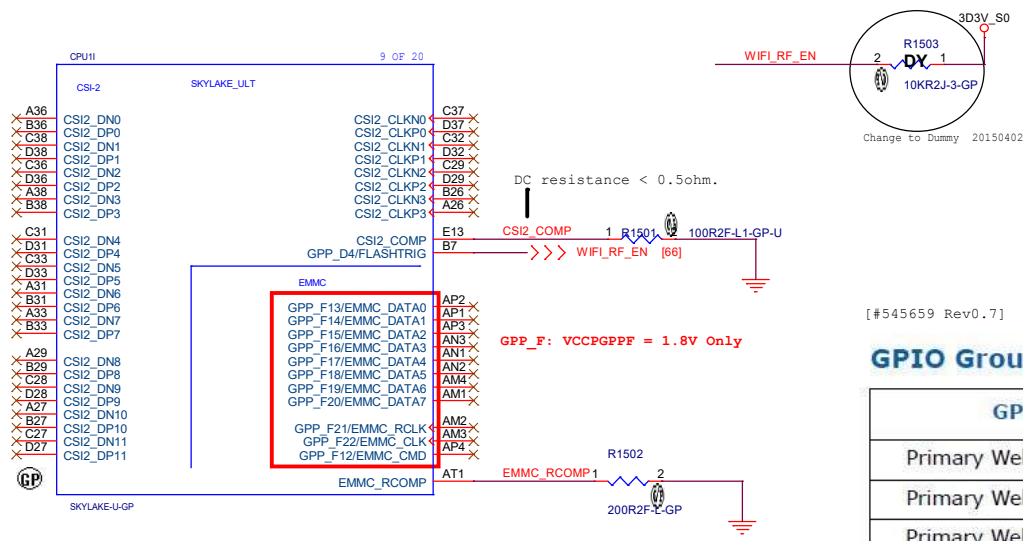 CPU1I
9 OF 20
CSI-2
SKYLAKE_ULT
A36 CSI2_DN0
B36 CSI2_DP0
C38 CSI2_DN1
D38 CSI2_DP1
C36 CSI2_DN2
D36 CSI2_DP2
A38 CSI2_DN3
B38 CSI2_DP3
C31 CSI2_DN4
D31 CSI2_DP4
C33 CSI2_DN5
D33 CSI2_DP5
A31 CSI2_DN6
B31 CSI2_DP6
A33 CSI2_DN7
B33 CSI2_DP7
A29 CSI2_DN8
B29 CSI2_DP8
C28 CSI2_DN9
D28 CSI2_DP9
A27 CSI2_DN10
B27 CSI2_DP10
C27 CSI2_DN11
D27 CSI2_DP11
CSI2_CLKN0 C37
CSI2_CLKP0 D37
CSI2_CLKN1 C32
CSI2_CLKP1 D32
CSI2_CLKN2 C29
CSI2_CLKP2 D29
CSI2_CLKN3 B26
CSI2_CLKP3 A26
CSI2_COMP E13
GPP_D4/FLASHTRIG B7
EMMC
GPP_F13/EMMC_DATA0 AP2
GPP_F14/EMMC_DATA1 AP1
GPP_F15/EMMC_DATA2 AP3
GPP_F16/EMMC_DATA3 AN3
GPP_F17/EMMC_DATA4 AN1
GPP_F18/EMMC_DATA5 AN2
GPP_F19/EMMC_DATA6 AM4
GPP_F20/EMMC_DATA7 AM1
GPP_F21/EMMC_RCLK AM2
GPP_F22/EMMC_CLK AM3
GPP_F12/EMMC_CMD AP4
EMMC_RCOMP AT1
GP
SKYLAKE-U-GP
DC resistance < 0.5ohm.
CSI2_COMP 1 R1501 2 100R2F-L1-GP-U
WIFI_RF_EN [66]
GPP_F: VCCPGPPF = 1.8V Only
R1502
EMMC_RCOMP 1 2
200R2F-L-GP
3D3V_S0
R1503
WIFI_RF_EN 2 DY 1
10KR2J-3-GP
Change to Dummy 20150402
[#545659 Rev0.7]
GPIO Grou
GP
Primary Wel
Primary Wel
Primary Wel